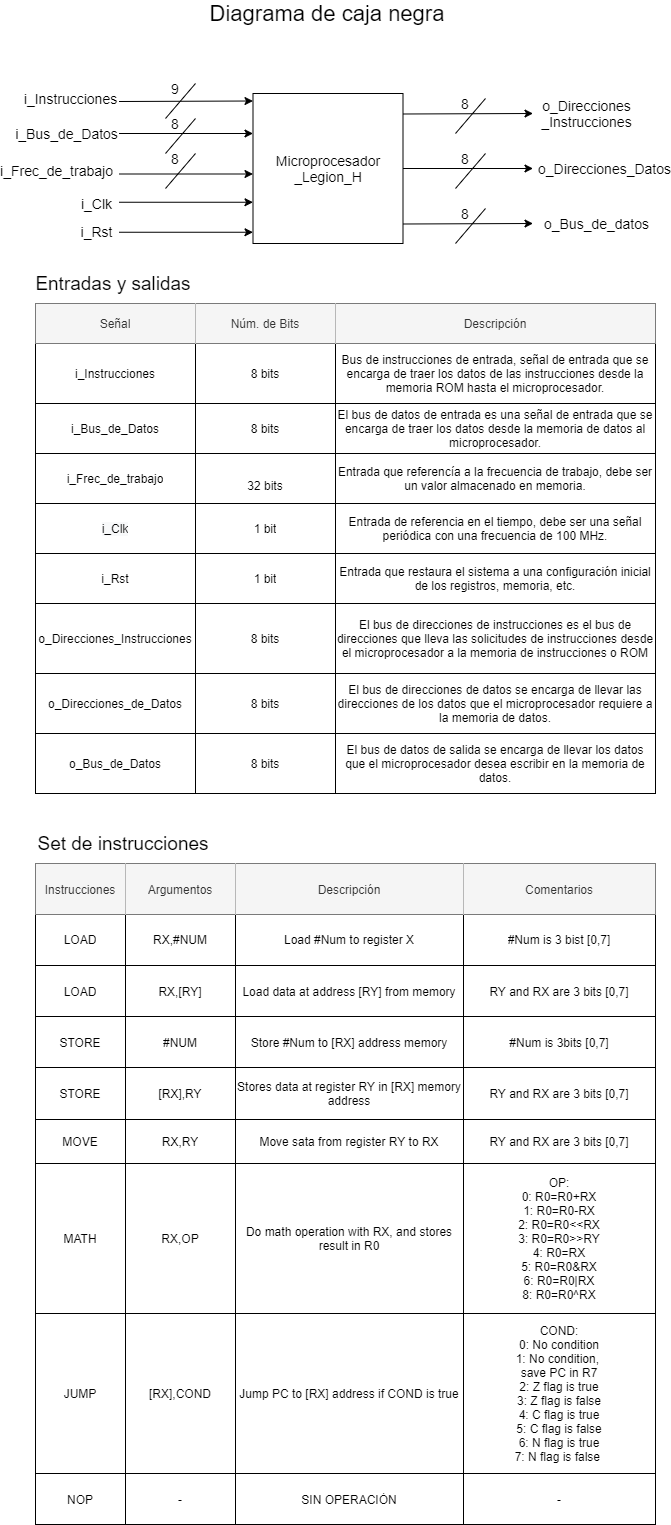 Diagrama de caja negra
i_Instrucciones
9
i_Bus_de_Datos
8
i_Frec_de_trabajo
8
i_Clk
i_Rst
Microprocesador
_Legion_H
8
o_Direcciones
_Instrucciones
8
o_Direcciones_Datos
8
o_Bus_de_datos
Entradas y salidas
Señal
Núm. de Bits
Descripción
i_Instrucciones
8 bits
Bus de instrucciones de entrada, señal de entrada que se
encarga de traer los datos de las instrucciones desde la
memoria ROM hasta el microprocesador.
i_Bus_de_Datos
8 bits
El bus de datos de entrada es una señal de entrada que se
encarga de traer los datos desde la memoria de datos al
microprocesador.
i_Frec_de_trabajo
32 bits
Entrada que referencía a la frecuencia de trabajo, debe ser
un valor almacenado en memoria.
i_Clk
1 bit
Entrada de referencia en el tiempo, debe ser una señal
periódica con una frecuencia de 100 MHz.
i_Rst
1 bit
Entrada que restaura el sistema a una configuración inicial
de los registros, memoria, etc.
o_Direcciones_Instrucciones
8 bits
El bus de direcciones de instrucciones es el bus de
direcciones que lleva las solicitudes de instrucciones desde
el microprocesador a la memoria de instrucciones o ROM
o_Direcciones_de_Datos
8 bits
El bus de direcciones de datos se encarga de llevar las
direcciones de los datos que el microprocesador requiere a
la memoria de datos.
o_Bus_de_Datos
8 bits
El bus de datos de salida se encarga de llevar los datos
que el microprocesador desea escribir en la memoria de
datos.
Set de instrucciones
Instrucciones
Argumentos
Descripción
Comentarios
LOAD
RX,#NUM
Load #Num to register X
#Num is 3 bist [0,7]
LOAD
RX,[RY]
Load data at address [RY] from memory
RY and RX are 3 bits [0,7]
STORE
#NUM
Store #Num to [RX] address memory
#Num is 3bits [0,7]
STORE
[RX],RY
Stores data at register RY in [RX] memory
address
RY and RX are 3 bits [0,7]
MOVE
RX,RY
Move sata from register RY to RX
RY and RX are 3 bits [0,7]
MATH
RX,OP
Do math operation with RX, and stores
result in R0
OP:
0: R0=R0+RX
1: R0=R0-RX
2: R0=R0<<RX
3: R0=R0>>RY
4: R0=RX
5: R0=R0&RX
6: R0=R0|RX
8: R0=R0^RX
JUMP
[RX],COND
Jump PC to [RX] address if COND is true
COND:
0: No condition
1: No condition,
save PC in R7
2: Z flag is true
3: Z flag is false
4: C flag is true
5: C flag is false
6: N flag is true
7: N flag is false
NOP
-
SIN OPERACIÓN
-